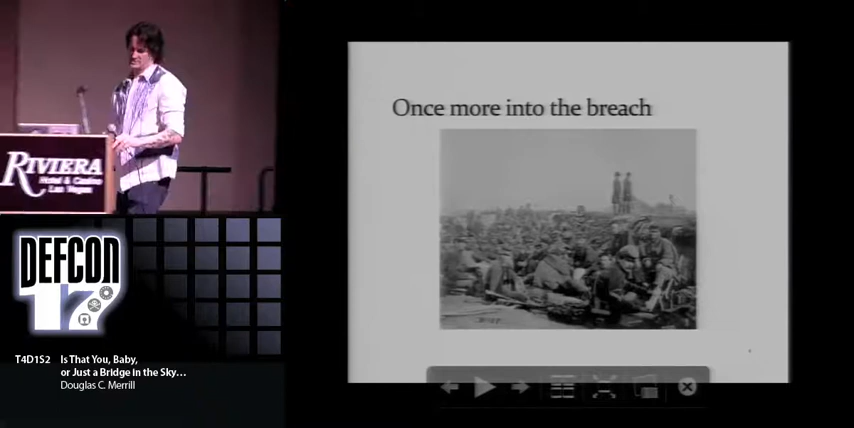 Once more into the breach
RIVIERA
Hotel & Casino
Las Vegas
DEFCON
17
T4D1S2 Is That You, Baby,
or Just a Bridge in the Sky...
Douglas C. Merrill